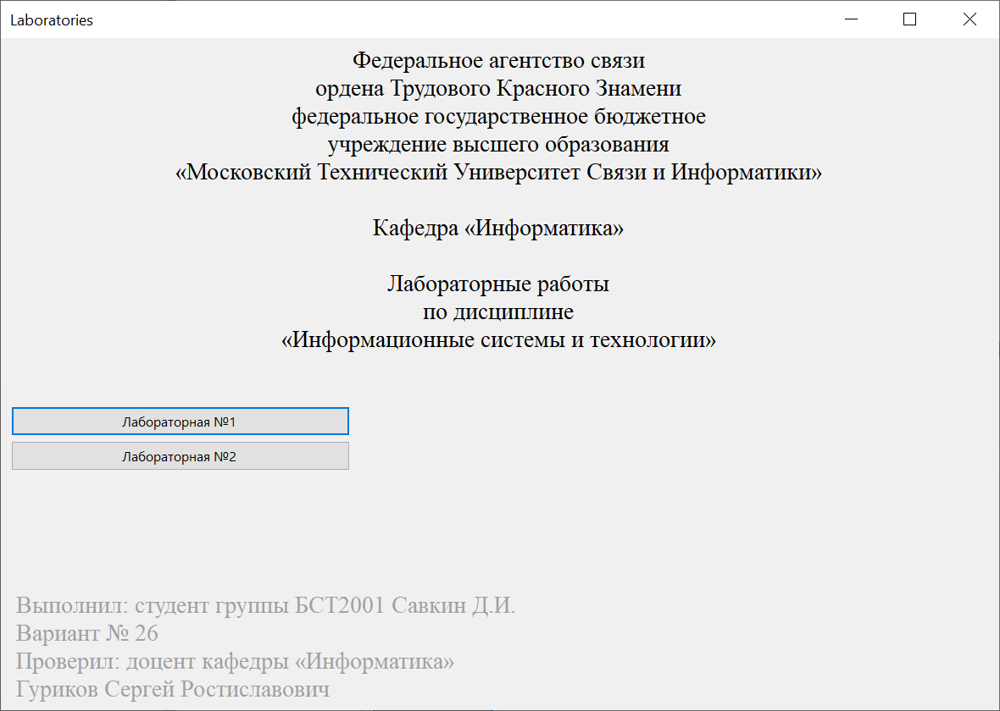 Laboratories
Федеральное агентство связи
ордена Трудового Красного Знамени
федеральное государственное бюджетное
учреждение высшего образования
«Московский Технический Университет Связи и Информатики»
Кафедра «Информатика»
Лабораторные работы
по дисциплине
«Информационные системы и технологии»
Лабораторная №1
Лабораторная №2
Выполнил: студент группы БСТ2001 Савкин Д.И.
Вариант № 26
Проверил: доцент кафедры «Информатика»
Гуриков Сергей Ростиславович